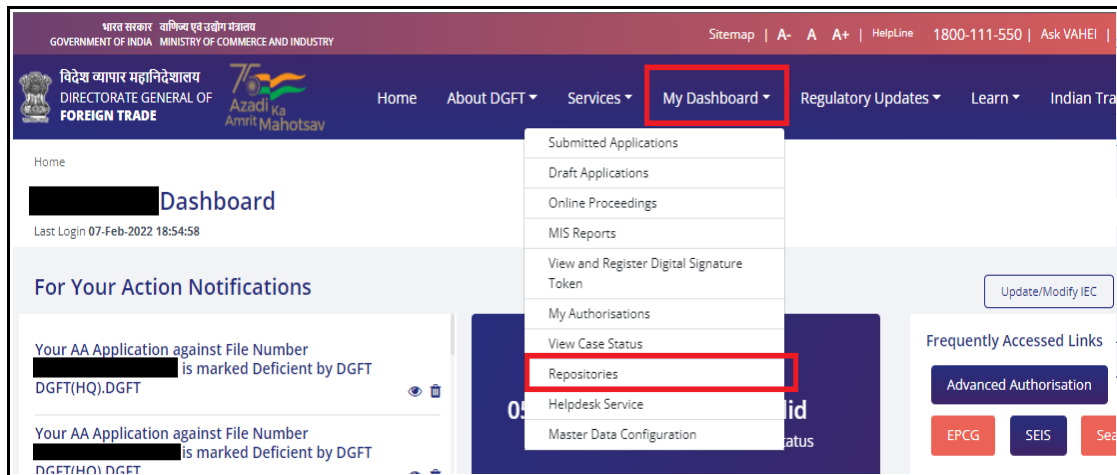 भारत सरकार वाणिज्य एवं उद्योग मंत्रालय
GOVERNMENT OF INDIA MINISTRY OF COMMERCE AND INDUSTRY
Sitemap | A- A A+ | HelpLine 1800-111-550 | Ask VAHEI |
विदेश व्यापार महानिदेशालय
DIRECTORATE GENERAL OF
FOREIGN TRADE
75
Azadi Ka
Amrit Mahotsav
Home About DGFT Services My Dashboard Regulatory Updates Learn Indian Tra
Submitted Applications
Draft Applications
Online Proceedings
MIS Reports
View and Register Digital Signature
Token
My Authorisations
View Case Status
Repositories
Helpdesk Service
Master Data Configuration
Home
Dashboard
Last Login 07-Feb-2022 18:54:58
For Your Action Notifications
Update/Modify IEC
Your AA Application against File Number
is marked Deficient by DGFT
DGFT(HQ).DGFT
Your AA Application against File Number
is marked Deficient by DGFT
DGFT(HQ).DGFT
lid
tatus
Frequently Accessed Links
Advanced Authorisation
EPCG SEIS Sea